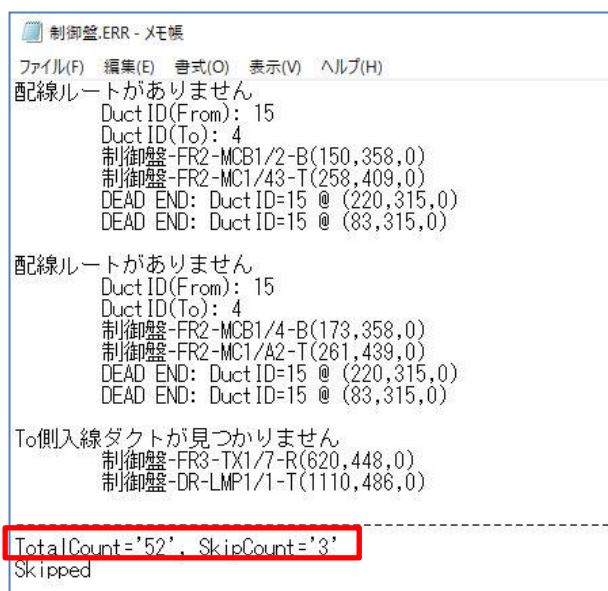 制御盤.ERR - メモ帳
ファイル(F) 編集(E) 書式(O) 表示(V) ヘルプ(H)
配線ルートがありません
DuctID(From): 15
DuctID(To): 4
制御盤-FR2-MCB1/2-B(150,358,0)
制御盤-FR2-MC1/43-T(258,409,0)
DEAD END: DuctID=15 @ (220,315,0)
DEAD END: DuctID=15 @ (83,315,0)
配線ルートがありません
DuctID(From): 15
DuctID(To): 4
制御盤-FR2-MCB1/4-B(173,358,0)
制御盤-FR2-MC1/A2-T(261,439,0)
DEAD END: DuctID=15 @ (220,315,0)
DEAD END: DuctID=15 @ (83,315,0)
To側入線ダクトが見つかりません
制御盤-FR3-TX1/7-R(620,448,0)
制御盤-DR-LMP1/1-T(1110,486,0)
------------------------------------------------------------
TotalCount='52', SkipCount='3'
Skipped